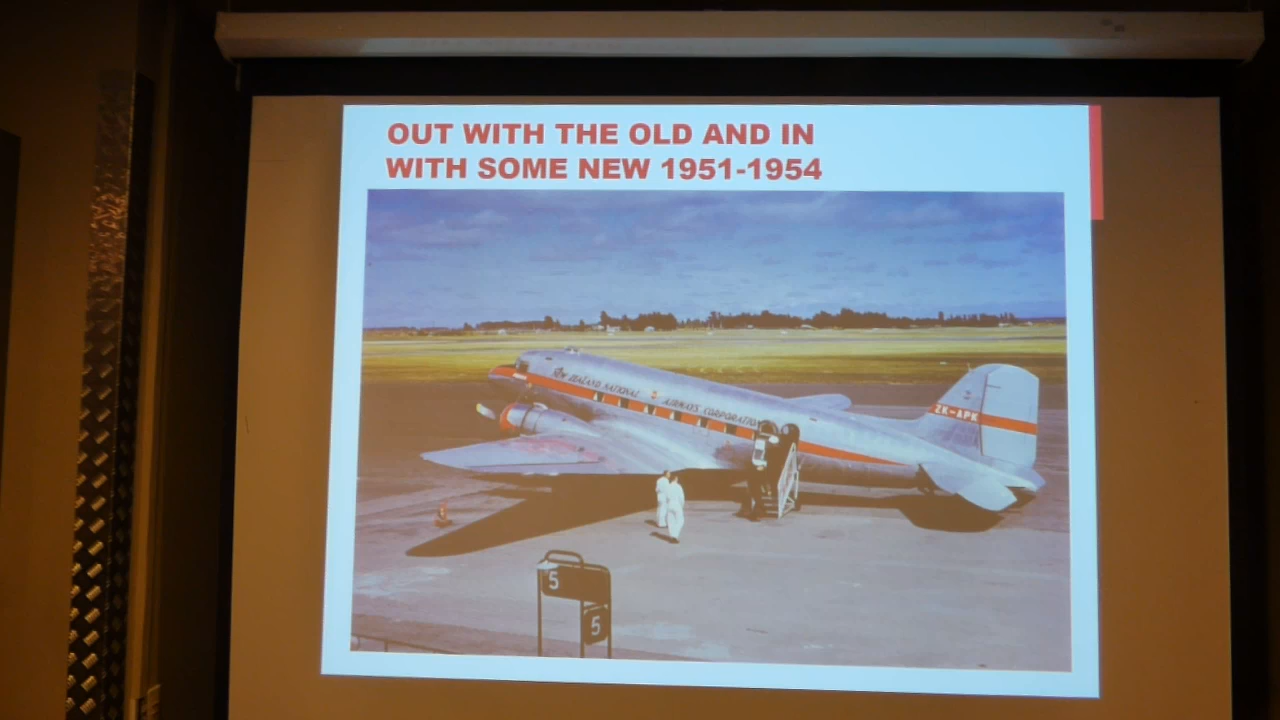 OUT WITH THE OLD AND IN
WITH SOME NEW 1951-1954
NEW ZEALAND NATIONAL AIRWAYS CORPORATION
ZK-APK
5
5